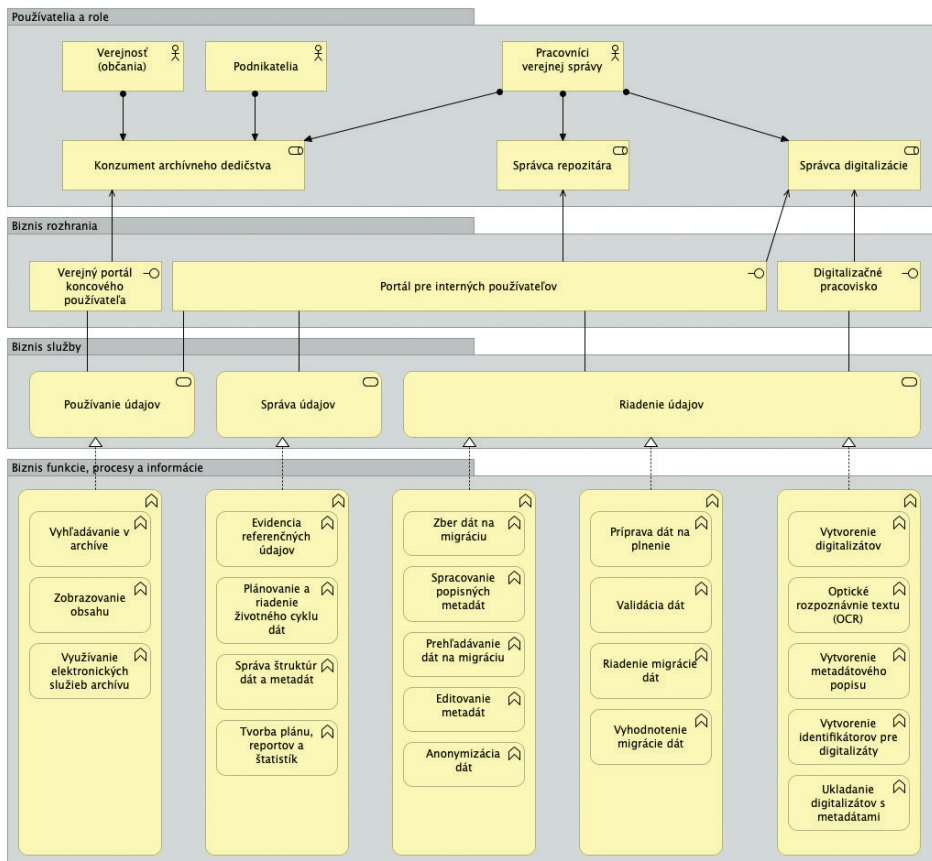 Používatelia a role
Verejnosť
(občania)
Podnikatelia
Pracovníci
verejnej správy
Konzument archívneho dedičstva
Správca repozitára
Správca digitalizácie
Biznis rozhrania
Verejný portál
koncového
používateľa
Portál pre interných používateľov
Digitalizačné
pracovisko
Biznis služby
Používanie údajov
Správa údajov
Riadenie údajov
Biznis funkcie, procesy a informácie
Vyhľadávanie v
archíve
Zobrazovanie
obsahu
Využívanie
elektronických
služieb archívu
Evidencia
referenčných
údajov
Plánovanie a
riadenie
životného cyklu
dát
Správa štruktúr
dát a metadát
Tvorba plánu,
reportov a
štatistík
Zber dát na
migráciu
Spracovanie
popisných
metadát
Prehľadávanie
dát na migráciu
Editovanie
metadát
Anonymizácia
dát
Príprava dát na
plnenie
Validácia dát
Riadenie migrácie
dát
Vyhodnotenie
migrácie dát
Vytvorenie
digitalizátov
Optické
rozpoznávnie textu
(OCR)
Vytvorenie
metadátového
popisu
Vytvorenie
identifikátorov pre
digitalizáty
Ukladanie
digitalizátov s
metadátami